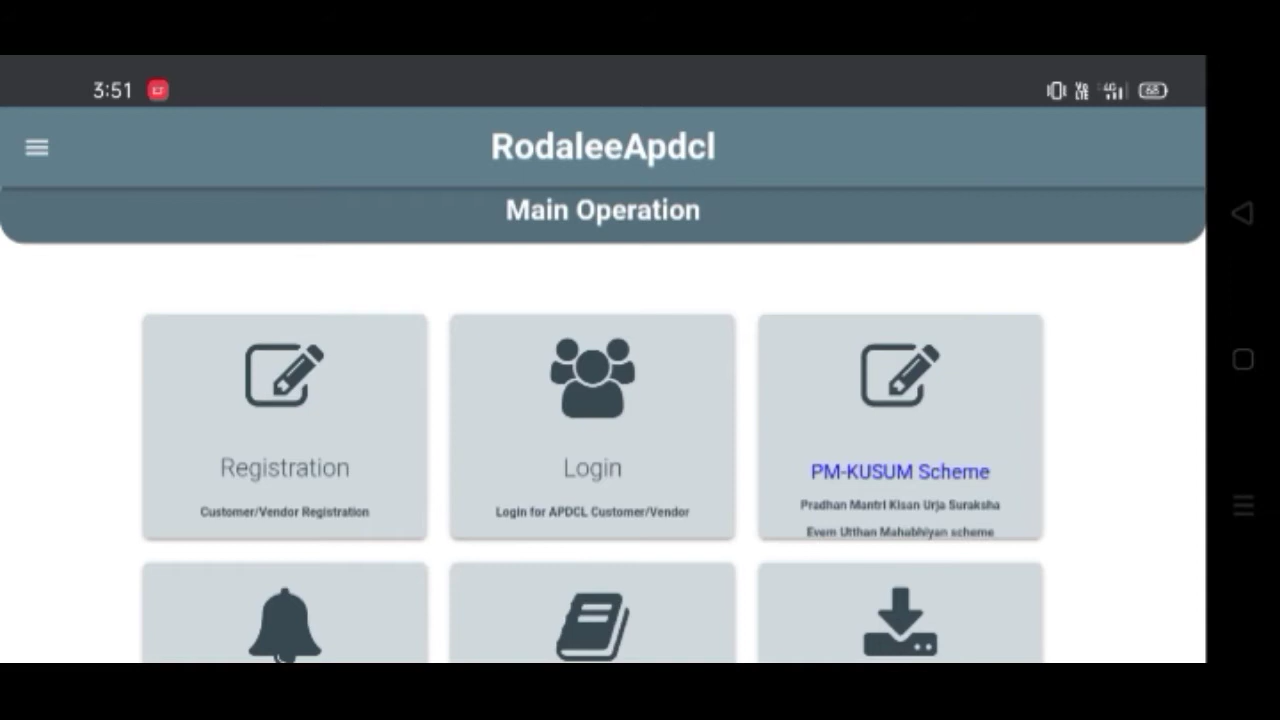 3:51
68
RodaleeApdcl
Main Operation
Registration
Customer/Vendor Registration
Login
Login for APDCL Customer/Vendor
PM-KUSUM Scheme
Pradhan Mantri Kisan Urja Suraksha
Evem Utthan Mahabhiyan scheme